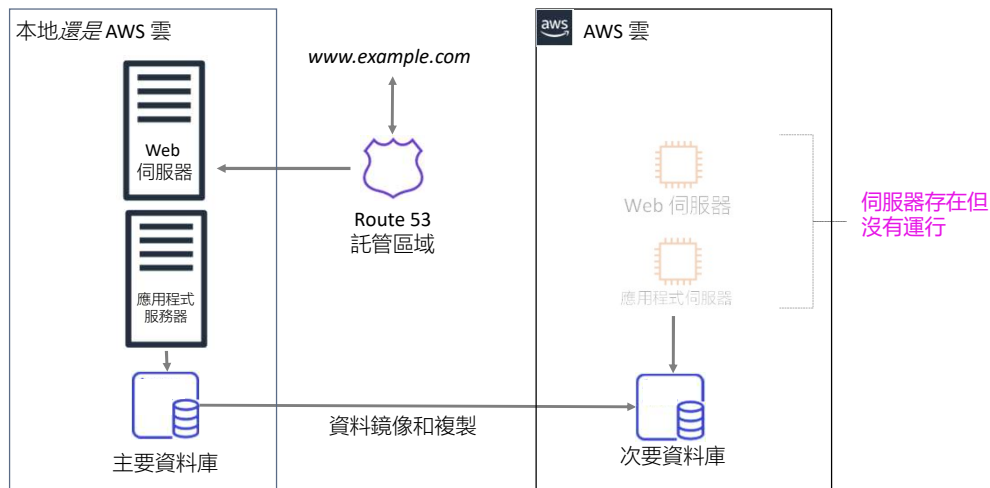 本地還是 AWS 雲
Web
伺服器
應用程式
服務器
主要資料庫
www.example.com
Route 53
託管區域
資料鏡像和複製
aws
AWS 雲
Web 伺服器
應用程式伺服器
次要資料庫
伺服器存在但
沒有運行